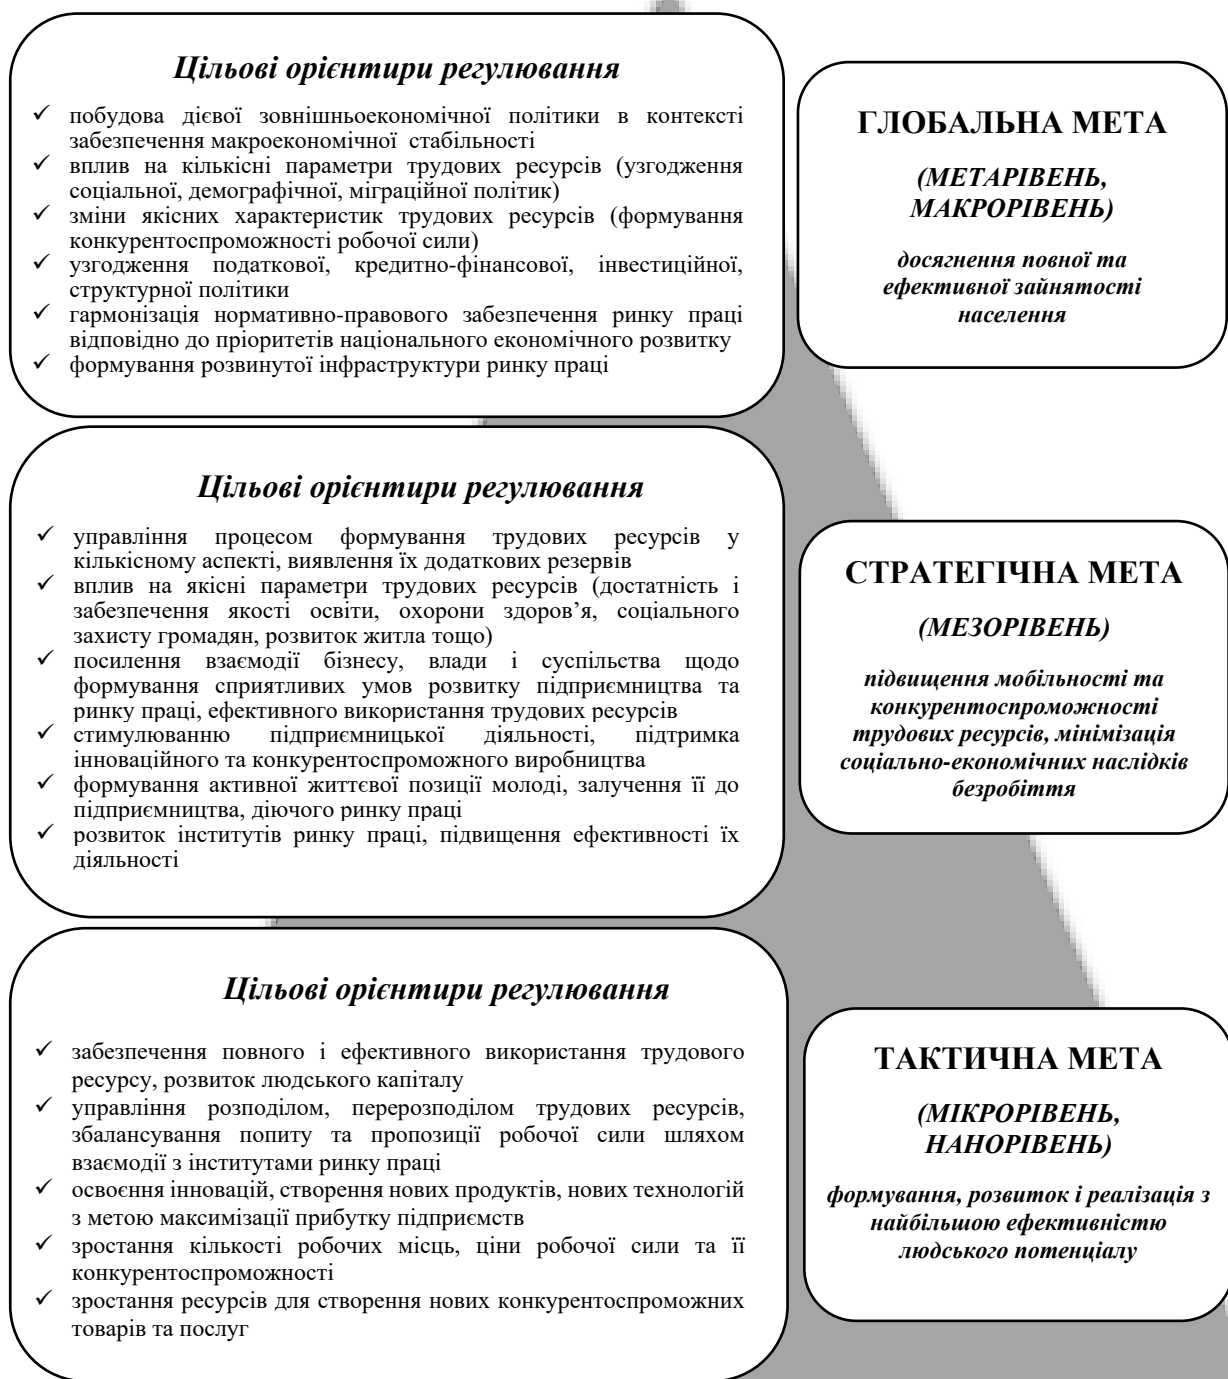 Цільові орієнтири регулювання
✓ побудова дієвої зовнішньоекономічної політики в контексті
забезпечення макроекономічної стабільності
✓ вплив на кількісні параметри трудових ресурсів (узгодження
соціальної, демографічної, міграційної політик)
✓ зміни якісних характеристик трудових ресурсів (формування
конкурентоспроможності робочої сили)
✓ узгодження податкової, кредитно-фінансової, інвестиційної,
структурної політики
✓ гармонізація нормативно-правового забезпечення ринку праці
відповідно до пріоритетів національного економічного розвитку
✓ формування розвинутої інфраструктури ринку праці
ГЛОБАЛЬНА МЕТА
(МЕТАРІВЕНЬ,
МАКРОРІВЕНЬ)
досягнення повної та
ефективної зайнятості
населення
Цільові орієнтири регулювання
✓ управління процесом формування трудових ресурсів у
кількісному аспекті, виявлення їх додаткових резервів
✓ вплив на якісні параметри трудових ресурсів (достатність і
забезпечення якості освіти, охорони здоров’я, соціального
захисту громадян, розвиток житла тощо)
✓ посилення взаємодії бізнесу, влади і суспільства щодо
формування сприятливих умов розвитку підприємництва та
ринку праці, ефективного використання трудових ресурсів
✓ стимулюванню підприємницької діяльності, підтримка
інноваційного та конкурентоспроможного виробництва
✓ формування активної життєвої позиції молоді, залучення її до
підприємництва, діючого ринку праці
✓ розвиток інститутів ринку праці, підвищення ефективності їх
діяльності
СТРАТЕГІЧНА МЕТА
(МЕЗОРІВЕНЬ)
підвищення мобільності та
конкурентоспроможності
трудових ресурсів, мінімізація
соціально-економічних наслідків
безробіття
Цільові орієнтири регулювання
✓ забезпечення повного і ефективного використання трудового
ресурсу, розвиток людського капіталу
✓ управління розподілом, перерозподілом трудових ресурсів,
збалансування попиту та пропозиції робочої сили шляхом
взаємодії з інститутами ринку праці
✓ освоєння інновацій, створення нових продуктів, нових технологій
з метою максимізації прибутку підприємств
✓ зростання кількості робочих місць, ціни робочої сили та її
конкурентоспроможності
✓ зростання ресурсів для створення нових конкурентоспроможних
товарів та послуг
ТАКТИЧНА МЕТА
(МІКРОРІВЕНЬ,
НАНОРІВЕНЬ)
формування, розвиток і реалізація з
найбільшою ефективністю
людського потенціалу